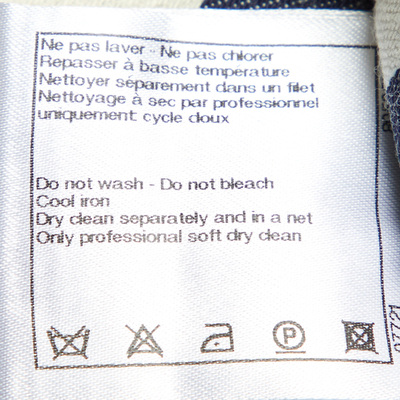 Ne pas laver - Ne pas chlorer
Repasser à basse temperature
Nettoyer séparement dans un filet
Nettoyage à sec par professionnel
uniquement: cycle doux
Do not wash - Do not bleach
Cool iron
Dry clean separately and in a net
Only professional soft dry clean
P
07721